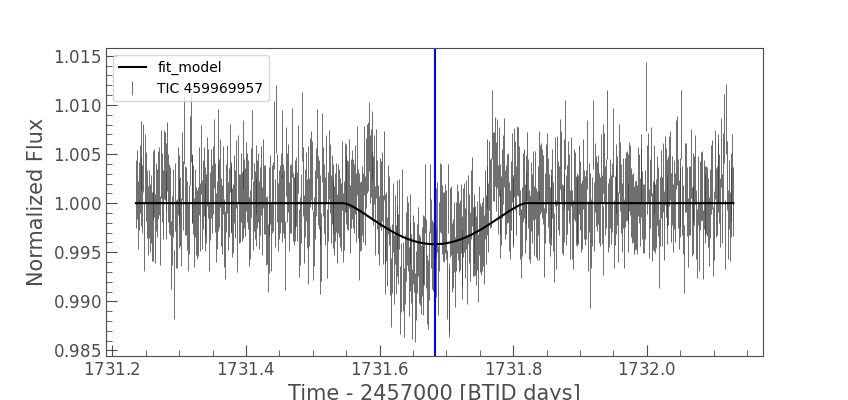 fit_model
TIC 459969957
1.015
1.010
1.005
1.000
0.995
0.990
0.985
Normalized Flux
1731.2 1731.4 1731.6 1731.8 1732.0
Time - 2457000 [BTJD days]